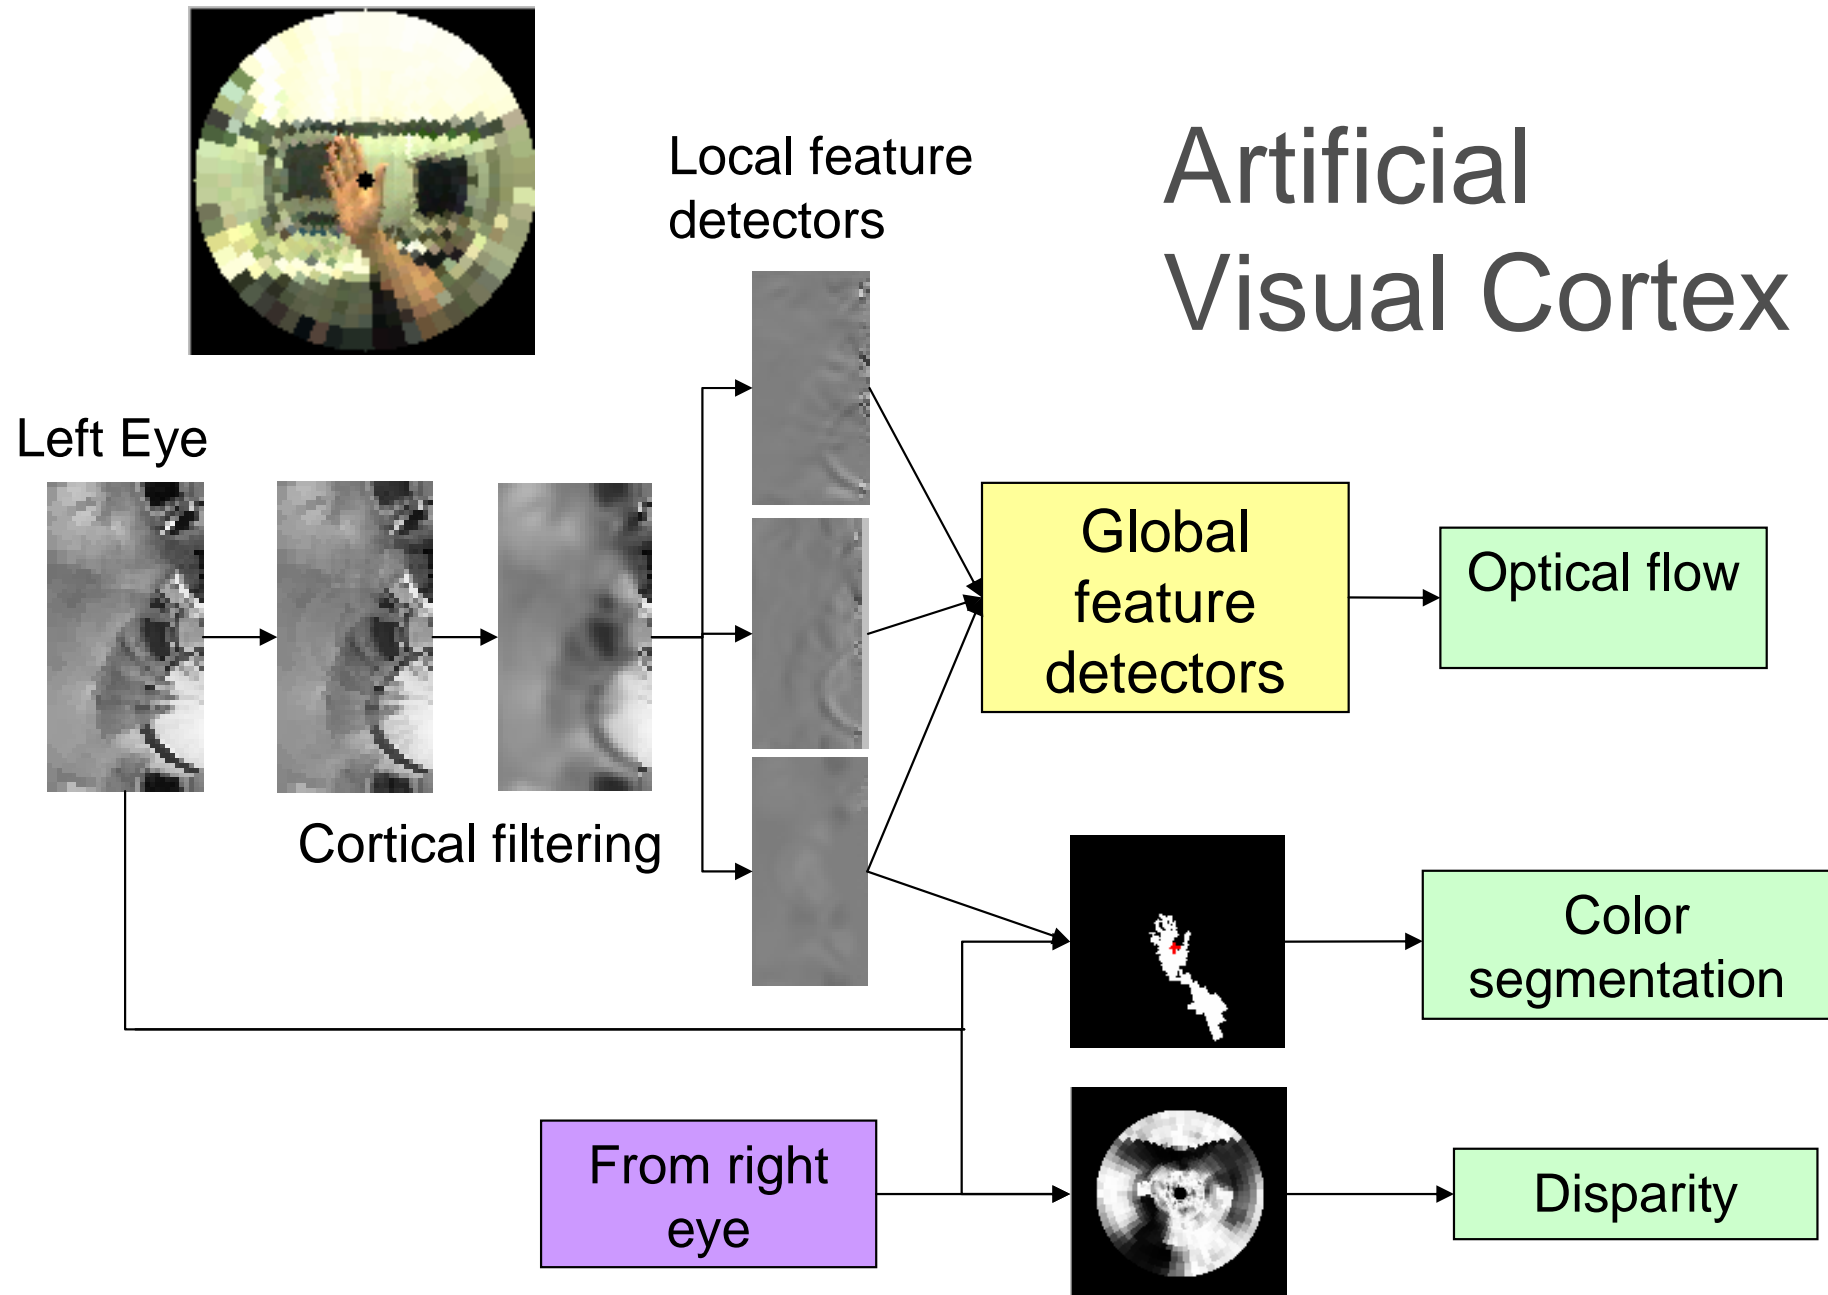 Artificial
Visual Cortex
Local feature
detectors
Left Eye
Cortical filtering
Global
feature
detectors
Optical flow
Color
segmentation
From right
eye
Disparity